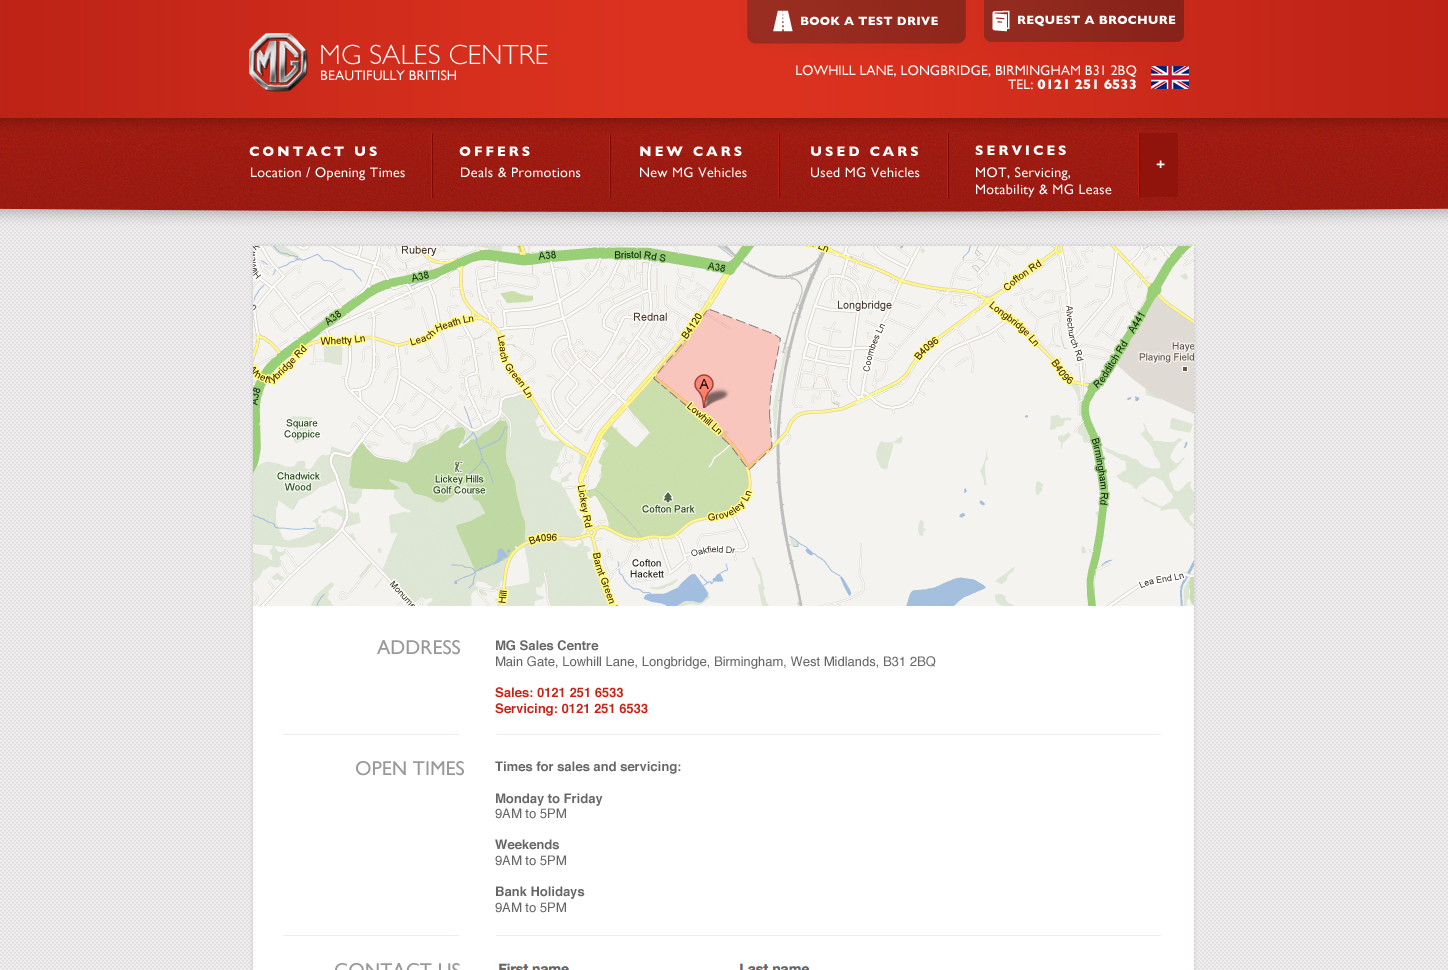 BOOK A TEST DRIVE
REQUEST A BROCHURE
MG
MG SALES CENTRE
BEAUTIFULLY BRITISH
LOWHILL LANE, LONGBRIDGE, BIRMINGHAM B31 2BQ
TEL: 0121 251 6533
CONTACT US
Location / Opening Times
OFFERS
Deals & Promotions
NEW CARS
New MG Vehicles
USED CARS
Used MG Vehicles
SERVICES
MOT, Servicing,
Motability & MG Lease
+
Rubery
A38
Bristol Rd S
A38
Ln
A38
Cofton Rd
Longbridge
Rednal
A38
B4120
Whetty Ln
Leach Heath Ln
Leach Green Ln
Coombes Ln
B4096
Longbridge Ln
Alvechurch Rd
A441
Redditch Rd
Haye
Playing Field
B4096
A38
A
Lowhill Ln
Square
Coppice
Chadwick
Wood
Lickey Hills
Golf Course
Lickey Rd
Cofton Park
Groveley Ln
Birmingham Rd
B4096
Oakfield Dr
Cofton
Hackett
Barnt Green
Hill
Monume
Lea End Ln
ADDRESS
MG Sales Centre
Main Gate, Lowhill Lane, Longbridge, Birmingham, West Midlands, B31 2BQ
Sales: 0121 251 6533
Servicing: 0121 251 6533
OPEN TIMES
Times for sales and servicing:
Monday to Friday
9AM to 5PM
Weekends
9AM to 5PM
Bank Holidays
9AM to 5PM
CONTACT US
First name
Last name